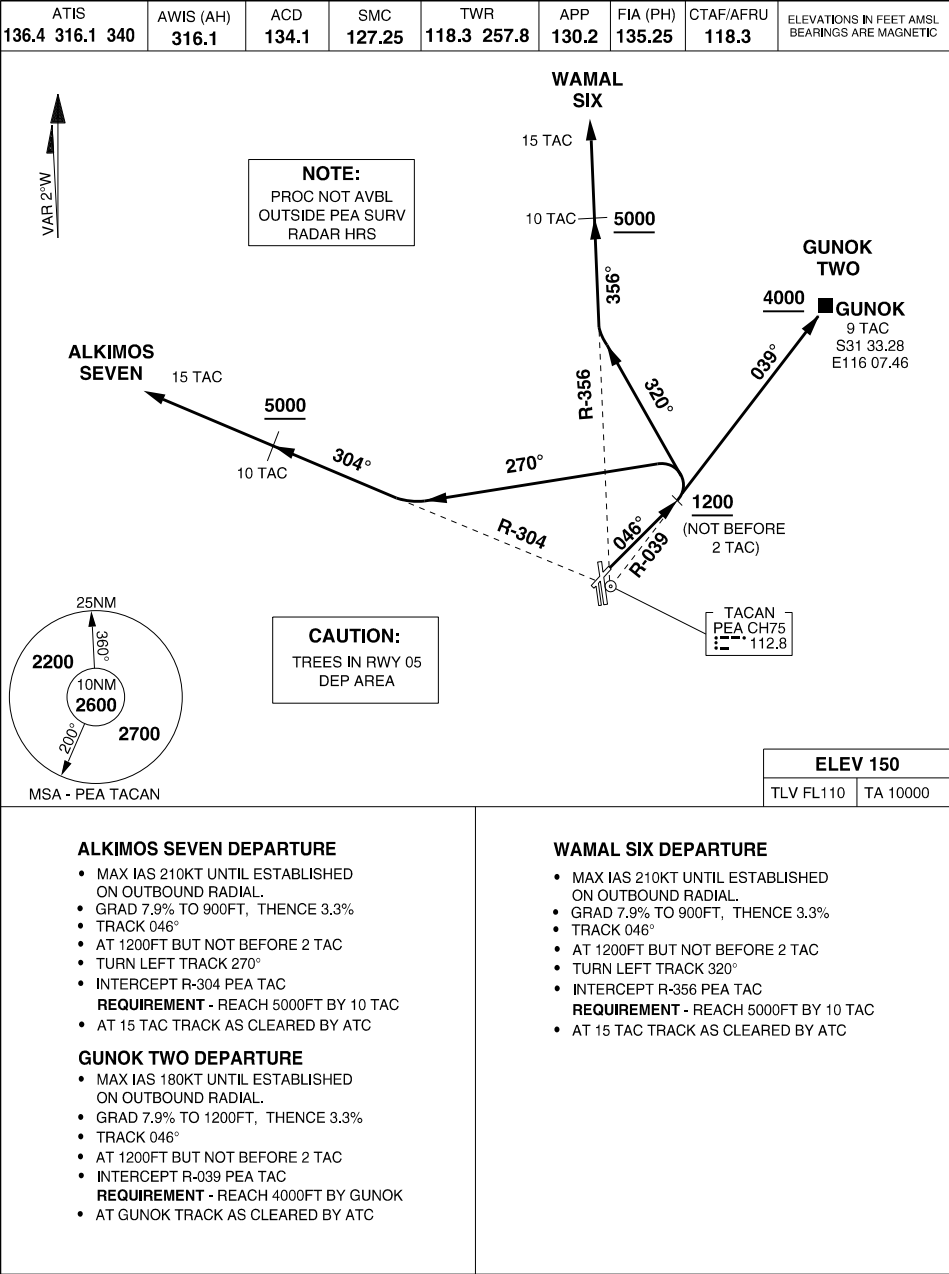 ATIS
136.4 316.1 340
AWIS (AH)
316.1
ACD
134.1
SMC
127.25
TWR
118.3 257.8
APP
130.2
FIA (PH)
135.25
CTAF/AFRU
118.3
ELEVATIONS IN FEET AMSL
BEARINGS ARE MAGNETIC
VAR 2°W
NOTE:
PROC NOT AVBL
OUTSIDE PEA SURV
RADAR HRS
WAMAL
SIX
15 TAC
10 TAC
5000
356°
R-356
320°
GUNOK
TWO
4000
GUNOK
9 TAC
S31 33.28
E116 07.46
039°
ALKIMOS
SEVEN
15 TAC
5000
10 TAC
304°
270°
R-304
046°
R-039
1200
(NOT BEFORE
2 TAC)
TACAN
PEA CH75
112.8
CAUTION:
TREES IN RWY 05
DEP AREA
25NM
360°
2200
10NM
2600
2700
200°
MSA - PEA TACAN
ELEV 150
TLV FL110
TA 10000
ALKIMOS SEVEN DEPARTURE
• MAX IAS 210KT UNTIL ESTABLISHED
ON OUTBOUND RADIAL.
• GRAD 7.9% TO 900FT, THENCE 3.3%
• TRACK 046°
• AT 1200FT BUT NOT BEFORE 2 TAC
• TURN LEFT TRACK 270°
• INTERCEPT R-304 PEA TAC
REQUIREMENT - REACH 5000FT BY 10 TAC
• AT 15 TAC TRACK AS CLEARED BY ATC
GUNOK TWO DEPARTURE
• MAX IAS 180KT UNTIL ESTABLISHED
ON OUTBOUND RADIAL.
• GRAD 7.9% TO 1200FT, THENCE 3.3%
• TRACK 046°
• AT 1200FT BUT NOT BEFORE 2 TAC
• INTERCEPT R-039 PEA TAC
REQUIREMENT - REACH 4000FT BY GUNOK
• AT GUNOK TRACK AS CLEARED BY ATC
WAMAL SIX DEPARTURE
• MAX IAS 210KT UNTIL ESTABLISHED
ON OUTBOUND RADIAL.
• GRAD 7.9% TO 900FT, THENCE 3.3%
• TRACK 046°
• AT 1200FT BUT NOT BEFORE 2 TAC
• TURN LEFT TRACK 320°
• INTERCEPT R-356 PEA TAC
REQUIREMENT - REACH 5000FT BY 10 TAC
• AT 15 TAC TRACK AS CLEARED BY ATC